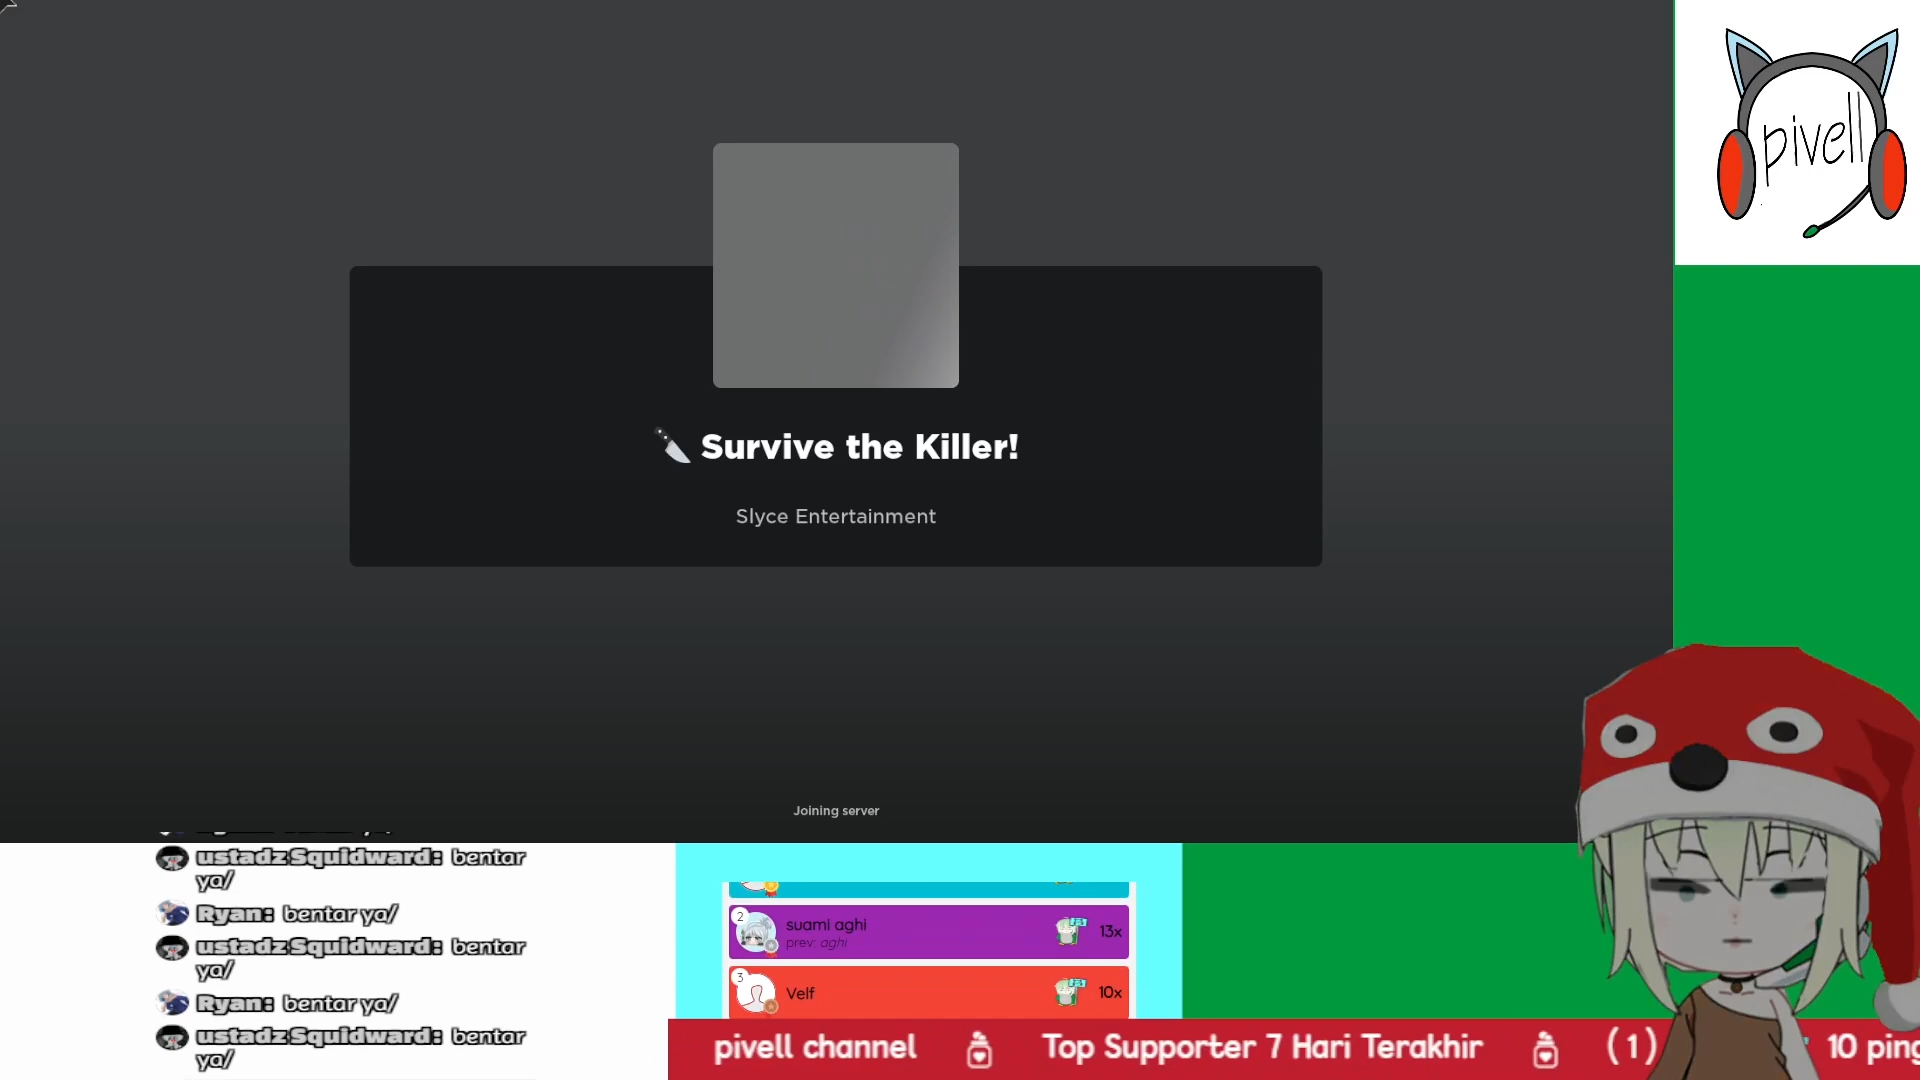 pivell
🔪 Survive the Killer!
Slyce Entertainment
Joining server
ustadzSquidward: bentar
ya/
Ryan: bentar ya/
ustadzSquidward: bentar
ya/
Ryan: bentar ya/
ustadzSquidward: bentar
ya/
2
suami aghi
prev: aghi
13x
3
Velf
10x
pivell channel Top Supporter 7 Hari Terakhir (1) 10 ping